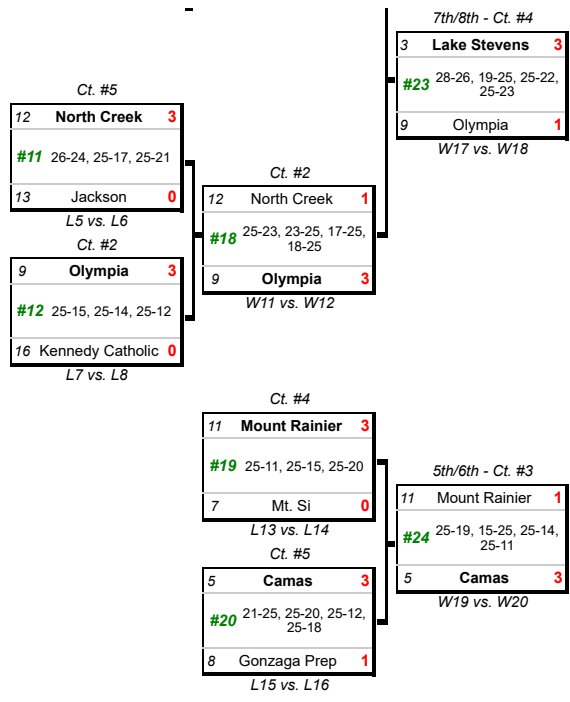 7th/8th - Ct. #4
3 Lake Stevens 3
#23 28-26, 19-25, 25-22,
25-23
9 Olympia 1
W17 vs. W18
Ct. #5
12 North Creek 3
#11 26-24, 25-17, 25-21
13 Jackson 0
L5 vs. L6
Ct. #2
12 North Creek 1
#18 25-23, 23-25, 17-25,
18-25
9 Olympia 3
W11 vs. W12
Ct. #2
9 Olympia 3
#12 25-15, 25-14, 25-12
16 Kennedy Catholic 0
L7 vs. L8
Ct. #4
11 Mount Rainier 3
#19 25-11, 25-15, 25-20
7 Mt. Si 0
L13 vs. L14
5th/6th - Ct. #3
11 Mount Rainier 1
#24 25-19, 15-25, 25-14,
25-11
5 Camas 3
W19 vs. W20
Ct. #5
5 Camas 3
#20 21-25, 25-20, 25-12,
25-18
8 Gonzaga Prep 1
L15 vs. L16